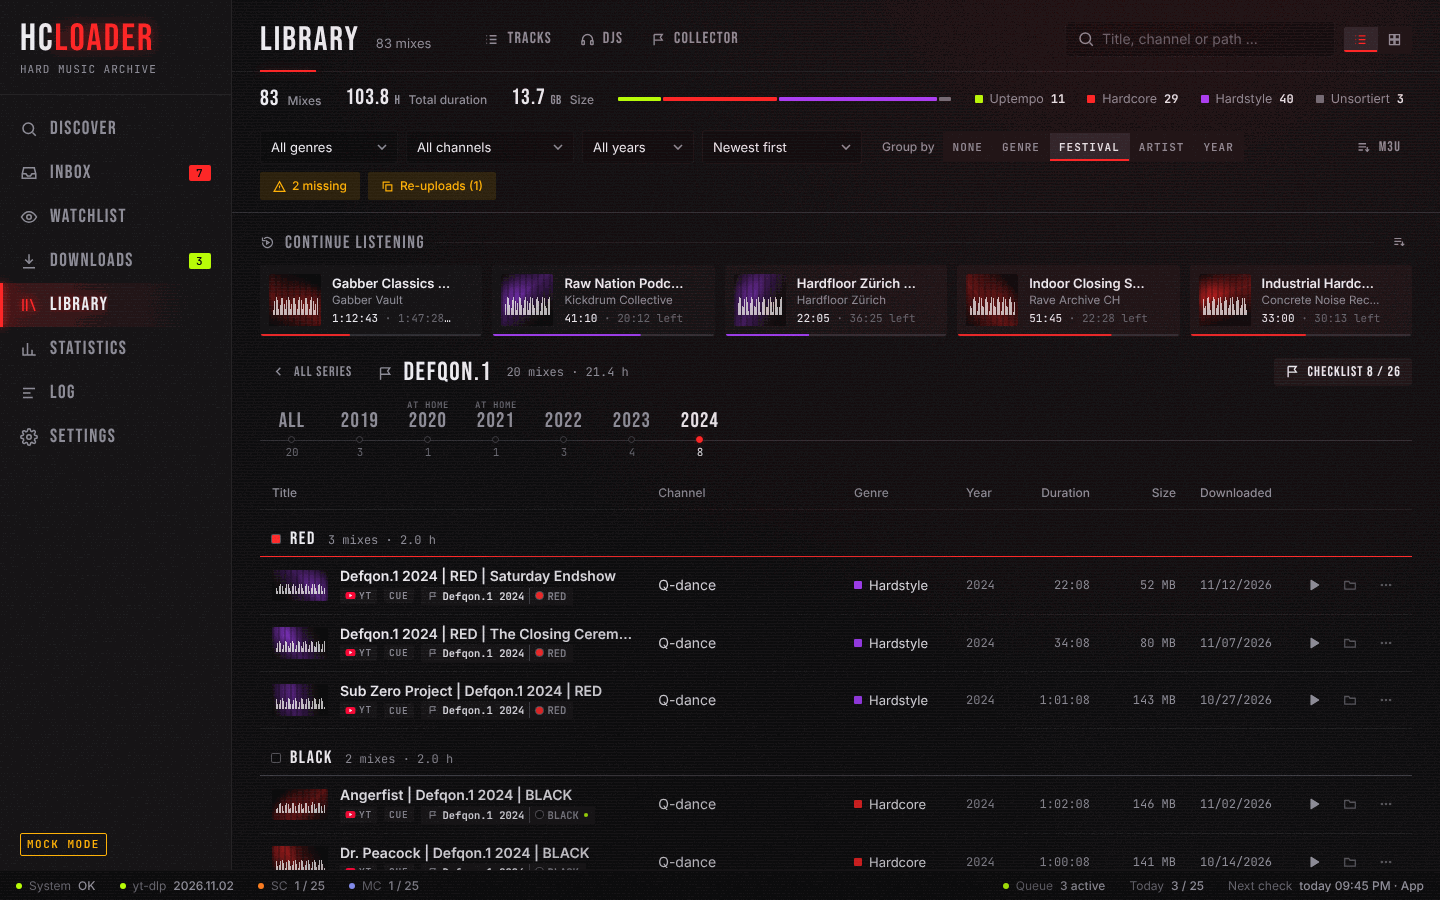 HCLOADER
HARD MUSIC ARCHIVE
DISCOVER
INBOX 7
WATCHLIST
DOWNLOADS 3
LIBRARY
STATISTICS
LOG
SETTINGS
MOCK MODE
LIBRARY 83 mixes TRACKS DJS COLLECTOR Title, channel or path ...
83 Mixes 103.8 H Total duration 13.7 GB Size Uptempo 11 Hardcore 29 Hardstyle 40 Unsortiert 3
All genres All channels All years Newest first Group by NONE GENRE FESTIVAL ARTIST YEAR M3U
2 missing Re-uploads (1)
CONTINUE LISTENING
Gabber Classics ...
Gabber Vault
1:12:43 · 1:47:28…
Raw Nation Podc...
Kickdrum Collective
41:10 · 20:12 left
Hardfloor Zürich ...
Hardfloor Zürich
22:05 · 36:25 left
Indoor Closing S...
Rave Archive CH
51:45 · 22:28 left
Industrial Hardc...
Concrete Noise Rec...
33:00 · 30:13 left
ALL SERIES DEFQON.1 20 mixes · 21.4 h CHECKLIST 8 / 26
AT HOME AT HOME
ALL 2019 2020 2021 2022 2023 2024
20 3 1 1 3 4 8
Title Channel Genre Year Duration Size Downloaded
RED 3 mixes · 2.0 h
Defqon.1 2024 | RED | Saturday Endshow Q-dance Hardstyle 2024 22:08 52 MB 11/12/2026
YT CUE Defqon.1 2024 RED
Defqon.1 2024 | RED | The Closing Cerem... Q-dance Hardstyle 2024 34:08 80 MB 11/07/2026
YT CUE Defqon.1 2024 RED
Sub Zero Project | Defqon.1 2024 | RED Q-dance Hardstyle 2024 1:01:08 143 MB 10/27/2026
YT CUE Defqon.1 2024 RED
BLACK 2 mixes · 2.0 h
Angerfist | Defqon.1 2024 | BLACK Q-dance Hardcore 2024 1:02:08 146 MB 11/02/2026
YT CUE Defqon.1 2024 BLACK
Dr. Peacock | Defqon.1 2024 | BLACK Q-dance Hardcore 2024 1:00:08 141 MB 10/14/2026
System OK yt-dlp 2026.11.02 SC 1 / 25 MC 1 / 25 Queue 3 active Today 3 / 25 Next check today 09:45 PM · App